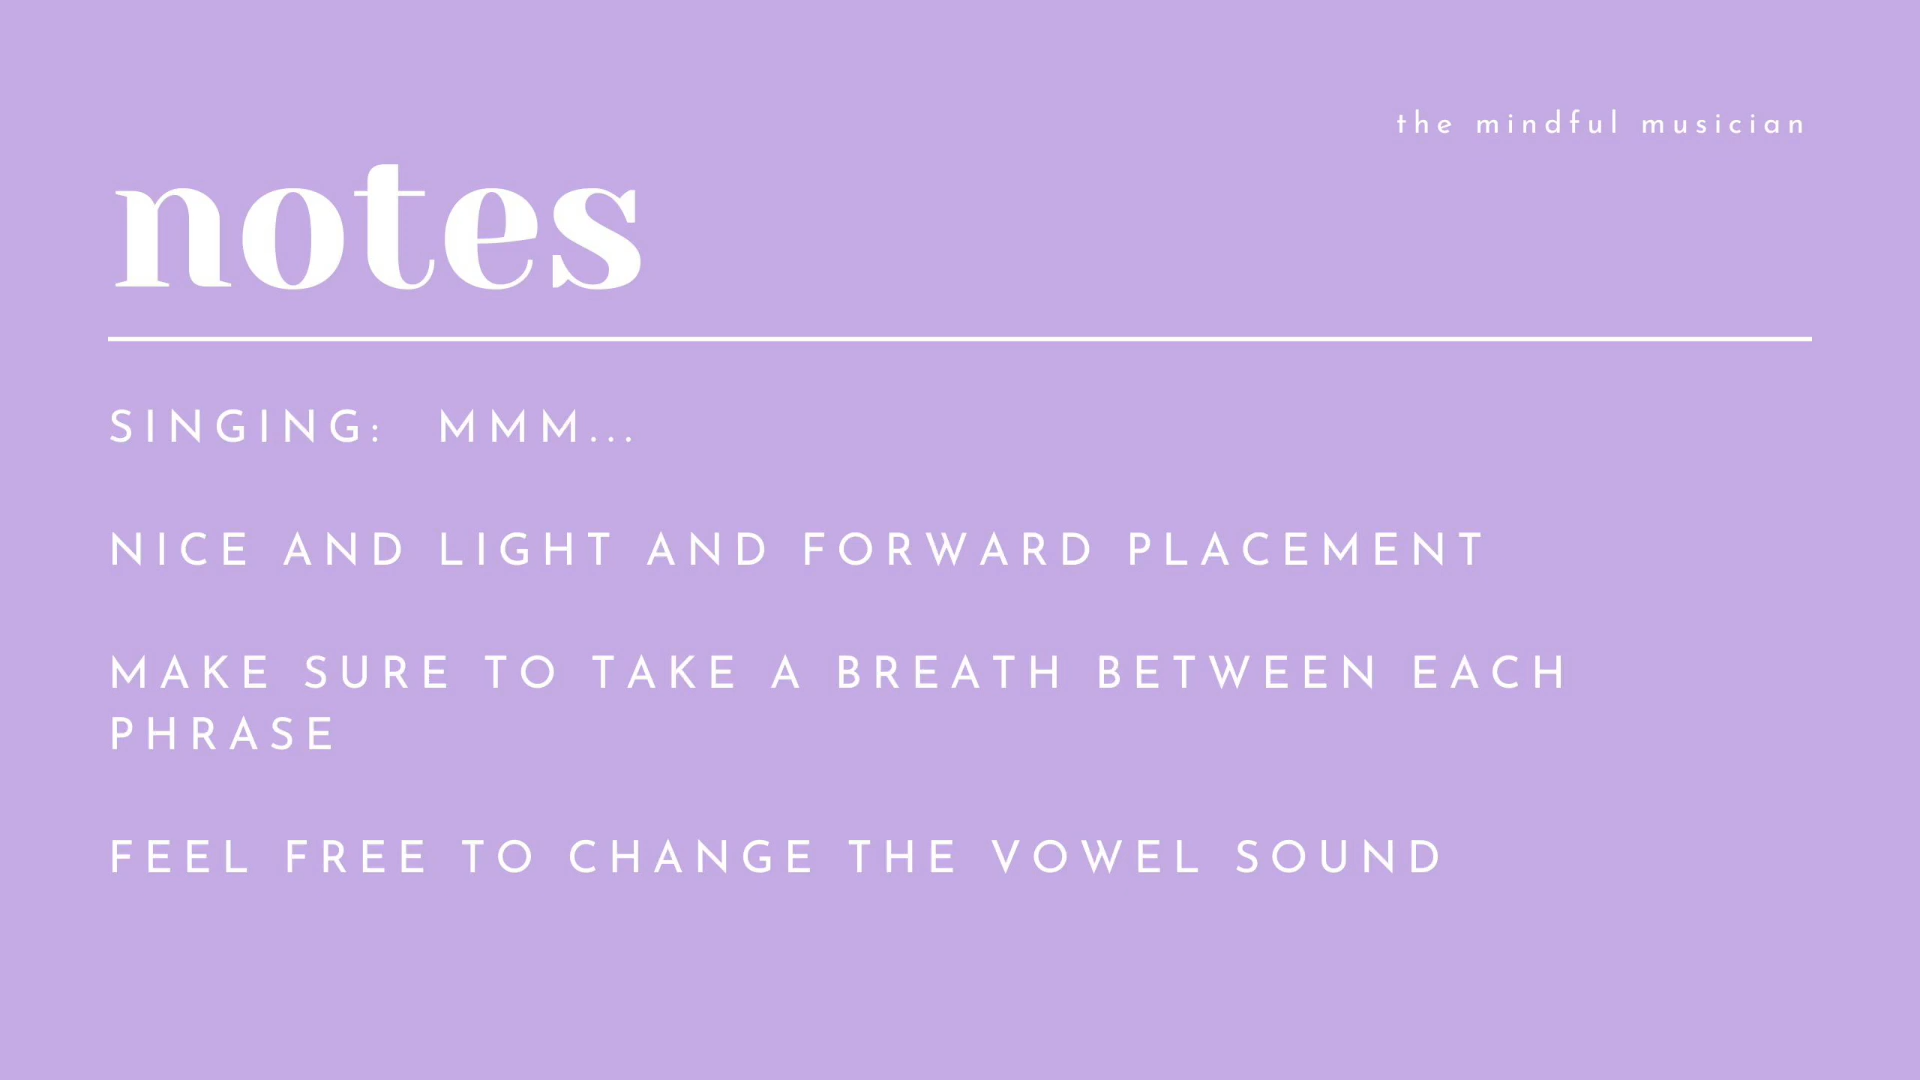 the mindful musician
notes
SINGING: MMM...
NICE AND LIGHT AND FORWARD PLACEMENT
MAKE SURE TO TAKE A BREATH BETWEEN EACH
PHRASE
FEEL FREE TO CHANGE THE VOWEL SOUND